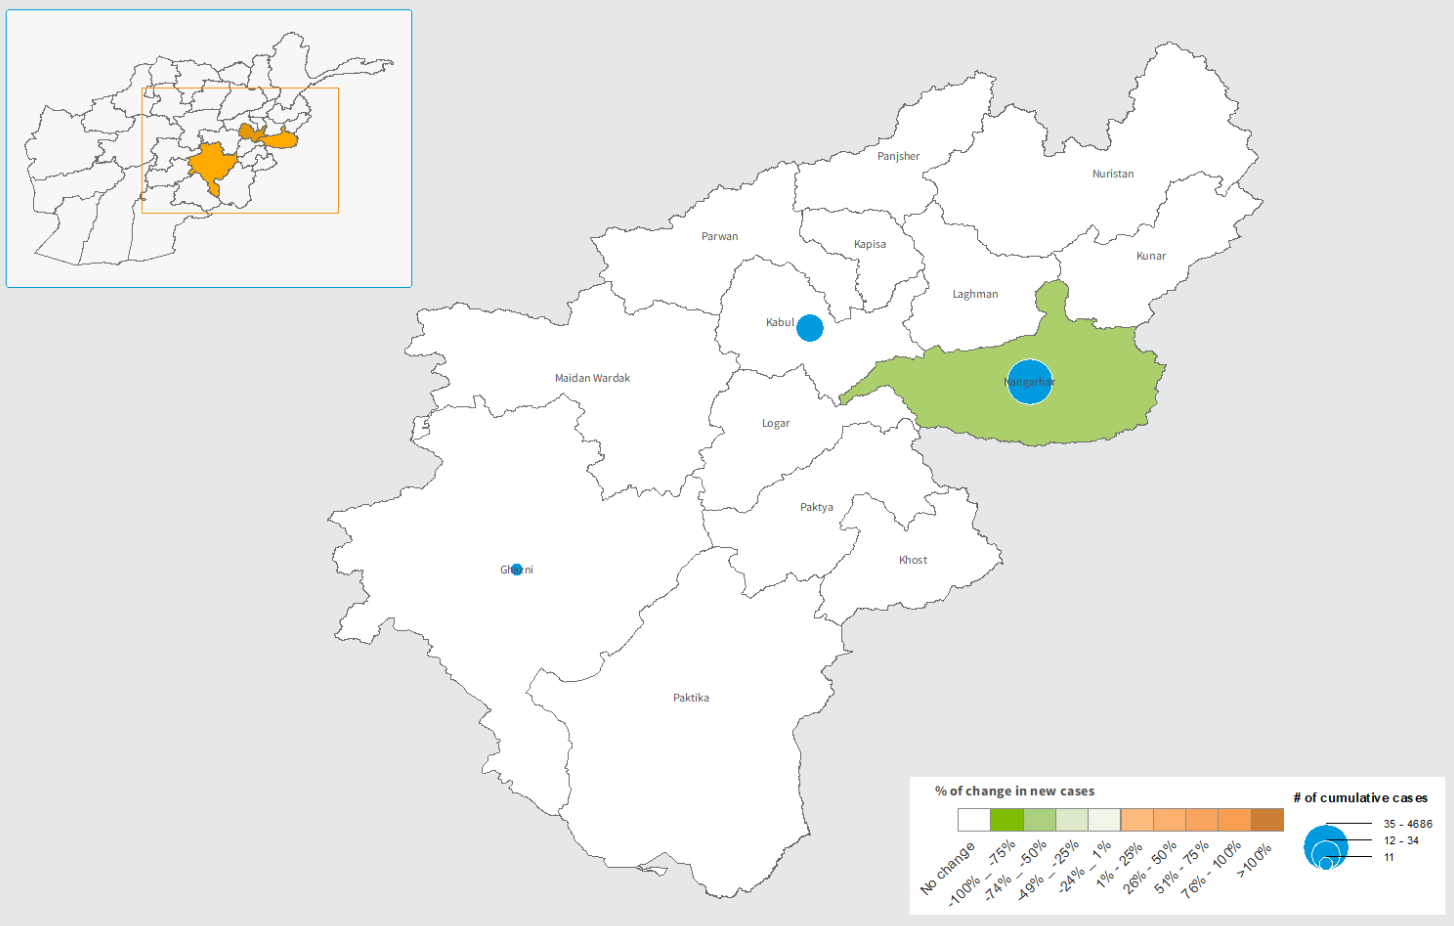 Panjsher
Nuristan
Parwan
Kapisa
Kunar
Laghman
Kabul
Maidan Wardak
Nangarhar
Logar
Paktya
Khost
Ghazni
Paktika
% of change in new cases
No change
-100% _ -75%
-74% _ -50%
-49% _ -25%
-24% _ 1%
1% - 25%
26% - 50%
51% - 75%
76% - 100%
>100%
# of cumulative cases
35 - 4686
12 - 34
11